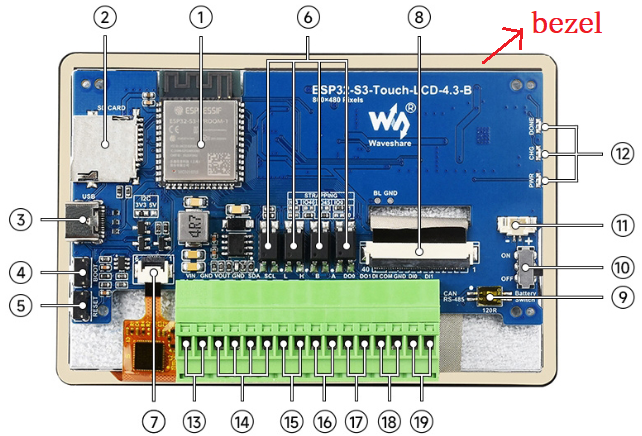 bezel
1
2
6
8
ESP32-S3-Touch-LCD-4.3-B
800×480 Pixels
SD CARD
ESPRESSIF
Waveshare
DONE
CHG
PWR
12
USB
I2C
3V3 5V
STRAPPING
BL GND
3
4R7
11
ON
OFF
10
4
BOOT
5
RESET
VIN GND VOUT GND SDA SCL L H B A DO0 DO1 DI COM GND DI0 DI1
40
1
CAN
RS-485
120R
Battery
Switch
9
7
13
14
15
16
17
18
19